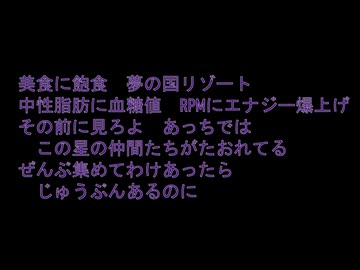 美食に飽食　夢の国リゾート
中性脂肪に血糖値　RPMにエナジー爆上げ
その前に見ろよ　あっちでは
　この星の仲間たちがたおれてる
ぜんぶ集めてわけあったら
　じゅうぶんあるのに